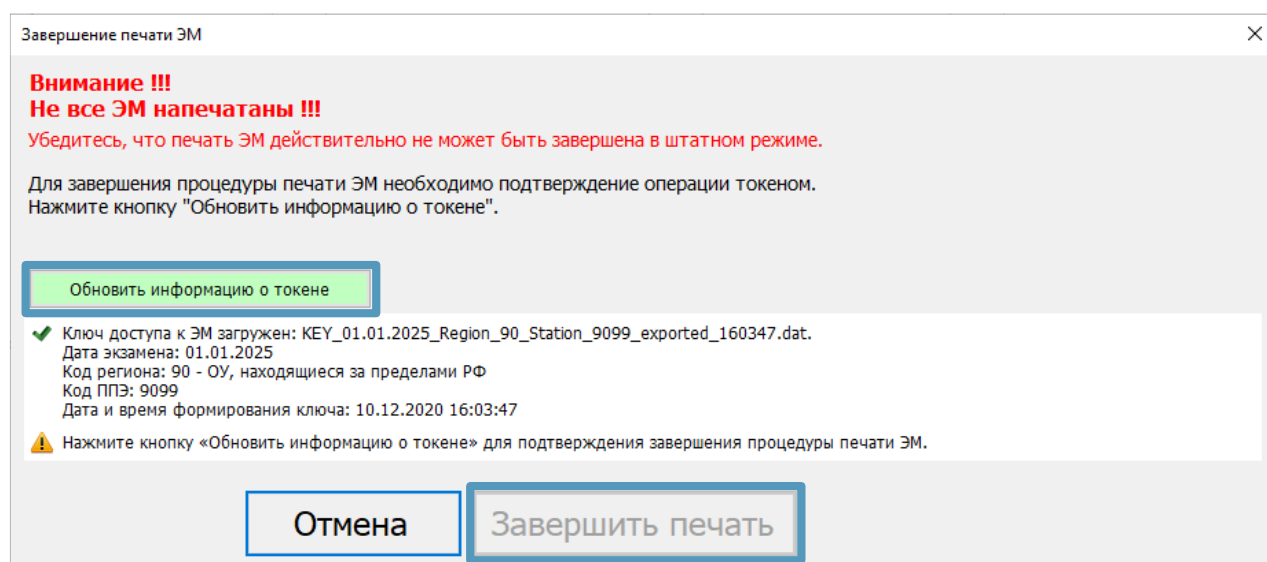 Завершение печати ЭМ
Внимание !!!
Не все ЭМ напечатаны !!!
Убедитесь, что печать ЭМ действительно не может быть завершена в штатном режиме.
Для завершения процедуры печати ЭМ необходимо подтверждение операции токеном.
Нажмите кнопку "Обновить информацию о токене".
Обновить информацию о токене
Ключ доступа к ЭМ загружен: KEY_01.01.2025_Region_90_Station_9099_exported_160347.dat.
Дата экзамена: 01.01.2025
Код региона: 90 - ОУ, находящиеся за пределами РФ
Код ППЭ: 9099
Дата и время формирования ключа: 10.12.2020 16:03:47
Нажмите кнопку «Обновить информацию о токене» для подтверждения завершения процедуры печати ЭМ.
Отмена
Завершить печать